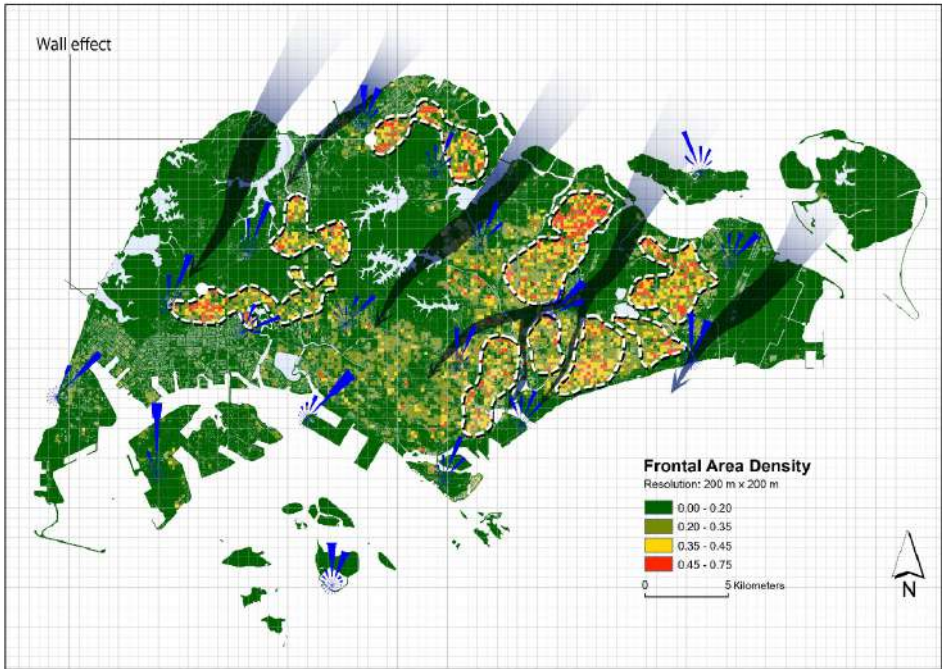 Wall effect
Frontal Area Density
Resolution: 200 m x 200 m
0.00 - 0.20
0.20 - 0.35
0.35 - 0.45
0.45 - 0.75
0 5 Kilometers
N